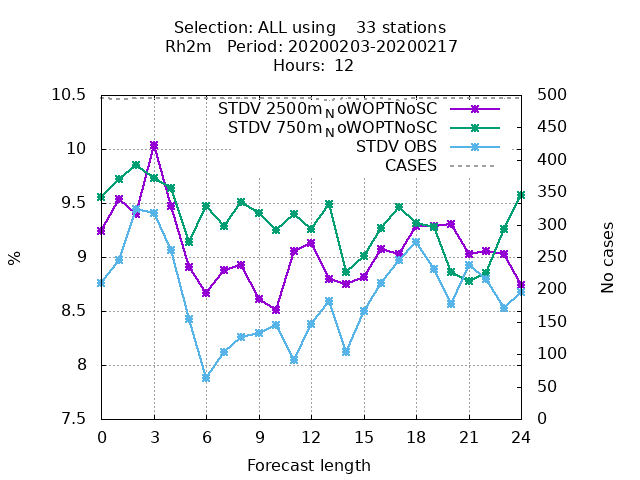 Selection: ALL using    33 stations
Rh2m   Period: 20200203-20200217
Hours: 12
10.5
10
9.5
9
8.5
8
7.5
500
450
400
350
300
250
200
150
100
50
0
%
No cases
STDV 2500m_NoWOPTNoSC
STDV 750m_NoWOPTNoSC
STDV OBS
CASES
0 3 6 9 12 15 18 21 24
Forecast length